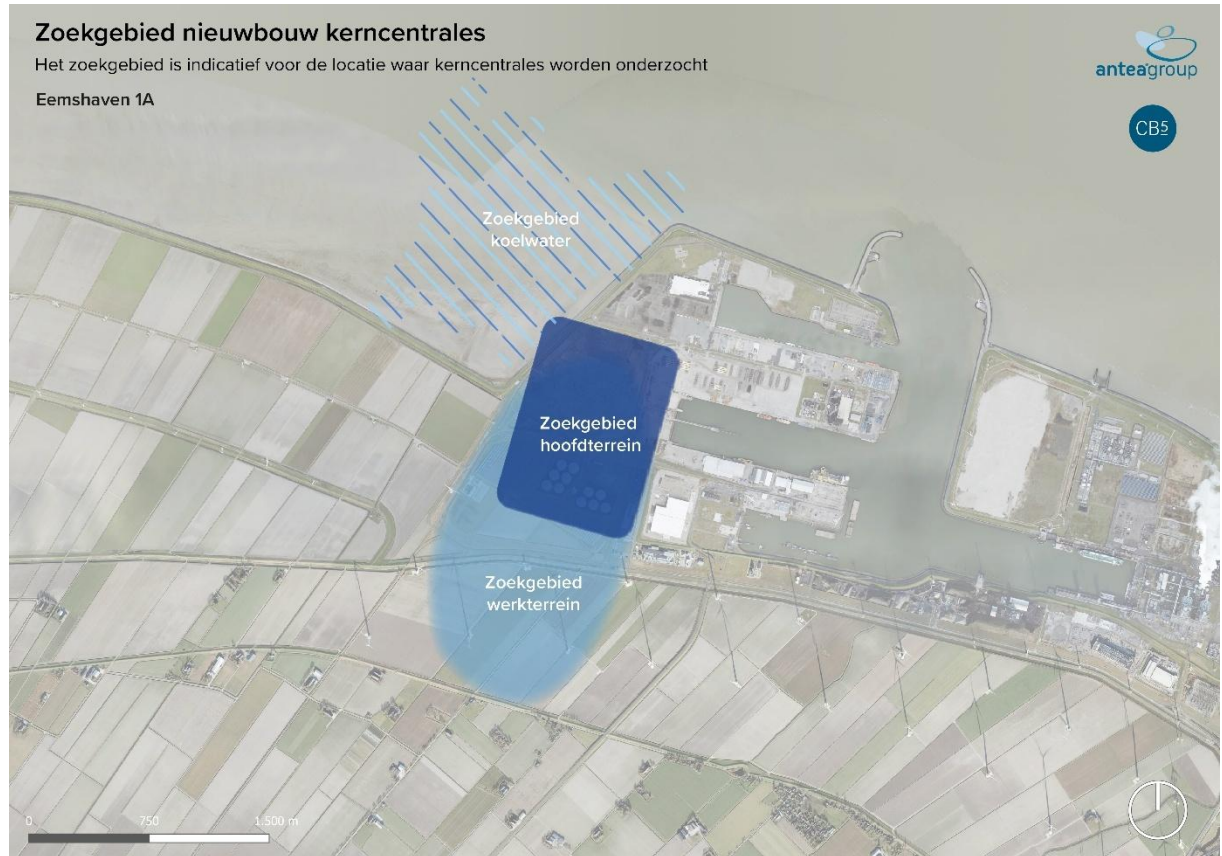 Zoekgebied nieuwbouw kerncentrales
Het zoekgebied is indicatief voor de locatie waar kerncentrales worden onderzocht
Eemshaven 1A
anteagroup
CB5
Zoekgebied
koelwater
Zoekgebied
hoofdterrein
Zoekgebied
werkterrein
0 750 1.500 m